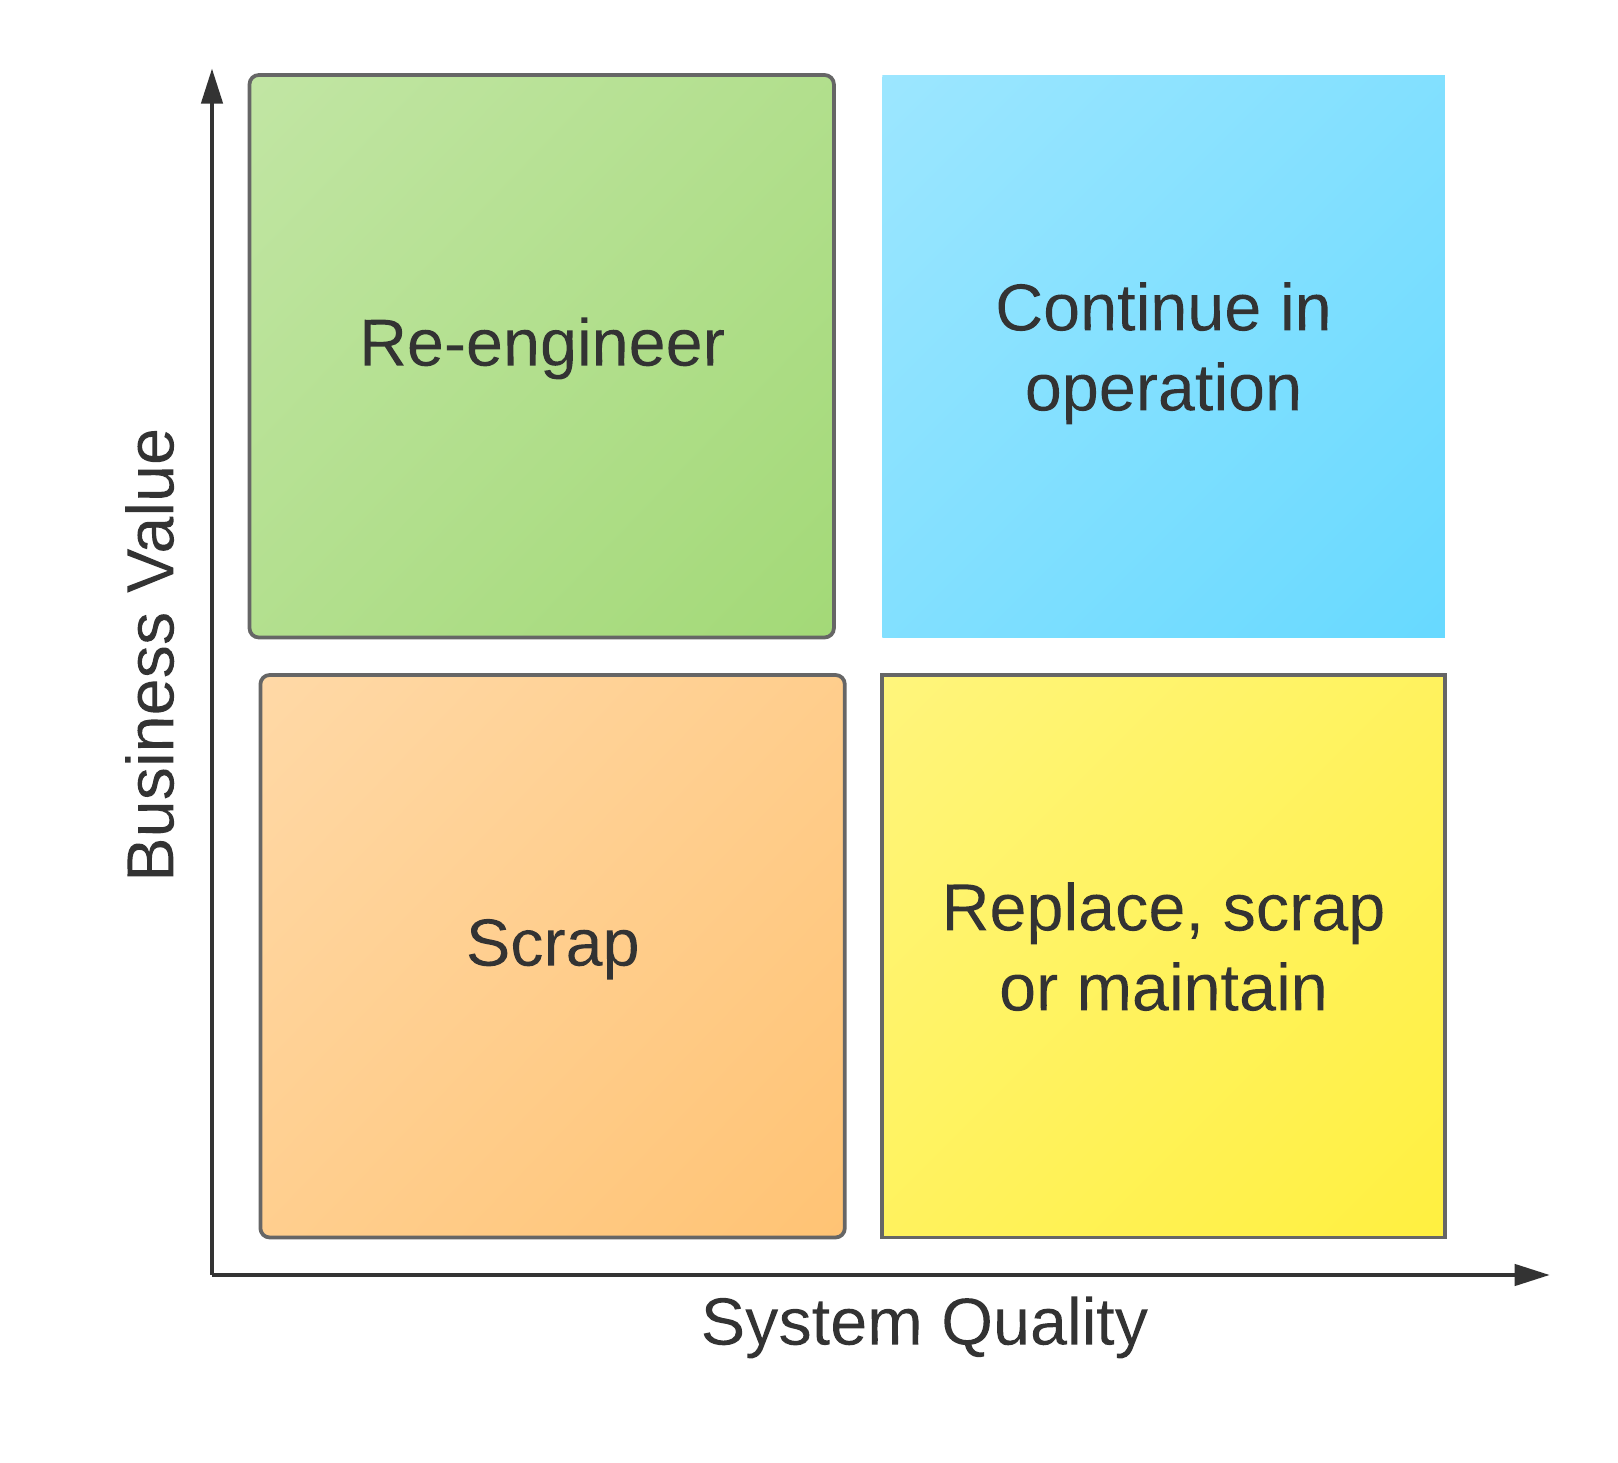 Re-engineer
Continue in
operation
Business Value
Scrap
Replace, scrap
or maintain
System Quality